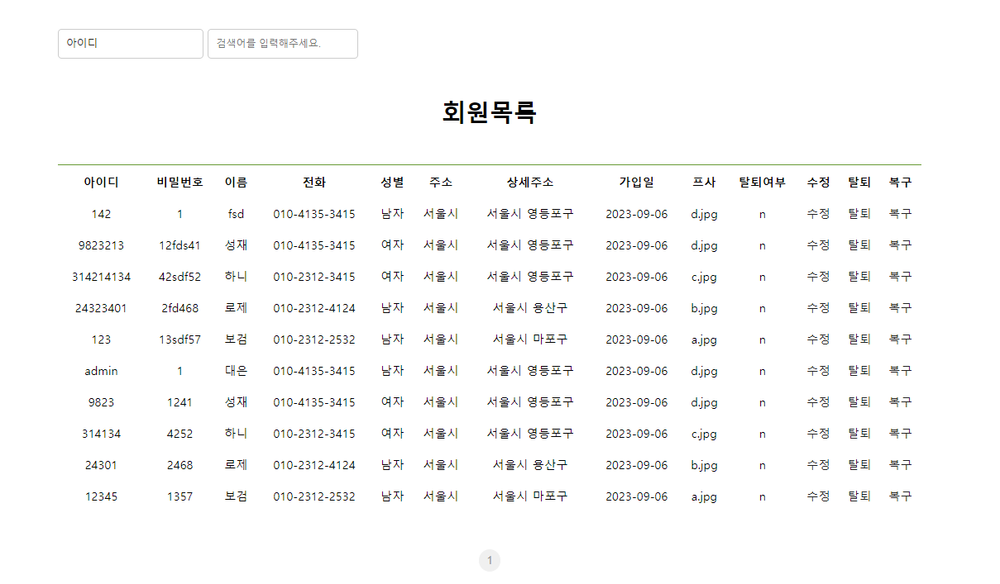 아이디 검색어를 입력해주세요.
회원목록
아이디 비밀번호 이름 전화 성별 주소 상세주소 가입일 프사 탈퇴여부 수정 탈퇴 복구
142 1 fsd 010-4135-3415 남자 서울시 서울시 영등포구 2023-09-06 d.jpg n 수정 탈퇴 복구
9823213 12fds41 성재 010-4135-3415 여자 서울시 서울시 영등포구 2023-09-06 d.jpg n 수정 탈퇴 복구
314214134 42sdf52 하니 010-2312-3415 여자 서울시 서울시 영등포구 2023-09-06 c.jpg n 수정 탈퇴 복구
24323401 2fd468 로제 010-2312-4124 남자 서울시 서울시 용산구 2023-09-06 b.jpg n 수정 탈퇴 복구
123 13sdf57 보검 010-2312-2532 남자 서울시 서울시 마포구 2023-09-06 a.jpg n 수정 탈퇴 복구
admin 1 대은 010-4135-3415 남자 서울시 서울시 영등포구 2023-09-06 d.jpg n 수정 탈퇴 복구
9823 1241 성재 010-4135-3415 여자 서울시 서울시 영등포구 2023-09-06 d.jpg n 수정 탈퇴 복구
314134 4252 하니 010-2312-3415 여자 서울시 서울시 영등포구 2023-09-06 c.jpg n 수정 탈퇴 복구
24301 2468 로제 010-2312-4124 남자 서울시 서울시 용산구 2023-09-06 b.jpg n 수정 탈퇴 복구
12345 1357 보검 010-2312-2532 남자 서울시 서울시 마포구 2023-09-06 a.jpg n 수정 탈퇴 복구
1